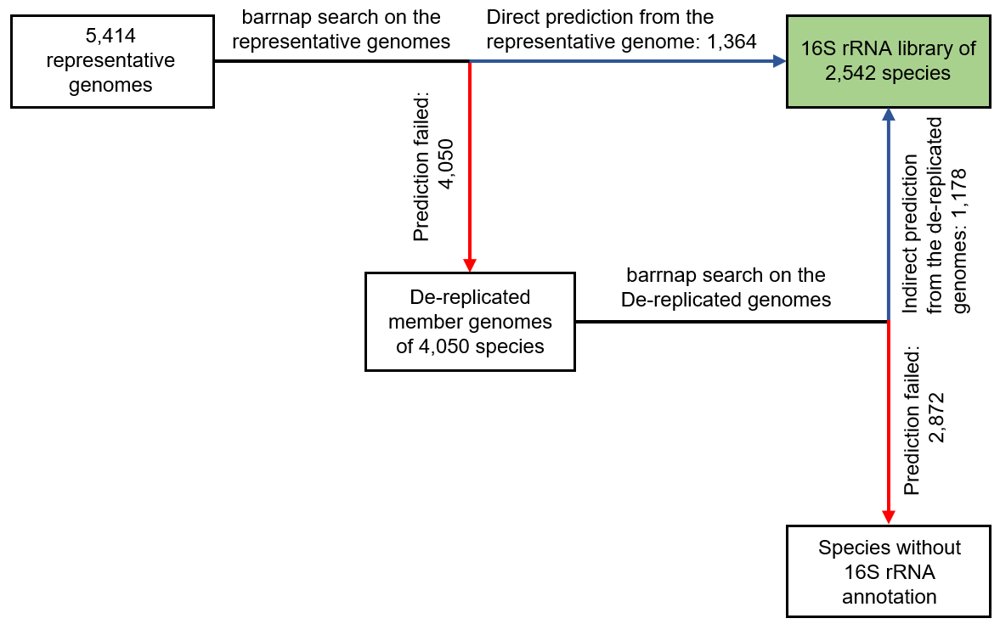 5,414
representative
genomes
barrnap search on the
representative genomes
Direct prediction from the
representative genome: 1,364
16S rRNA library of
2,542 species
Prediction failed:
4,050
De-replicated
member genomes
of 4,050 species
barrnap search on the
De-replicated genomes
Indirect prediction
from the de-replicated
genomes: 1,178
Prediction failed:
2,872
Species without
16S rRNA
annotation